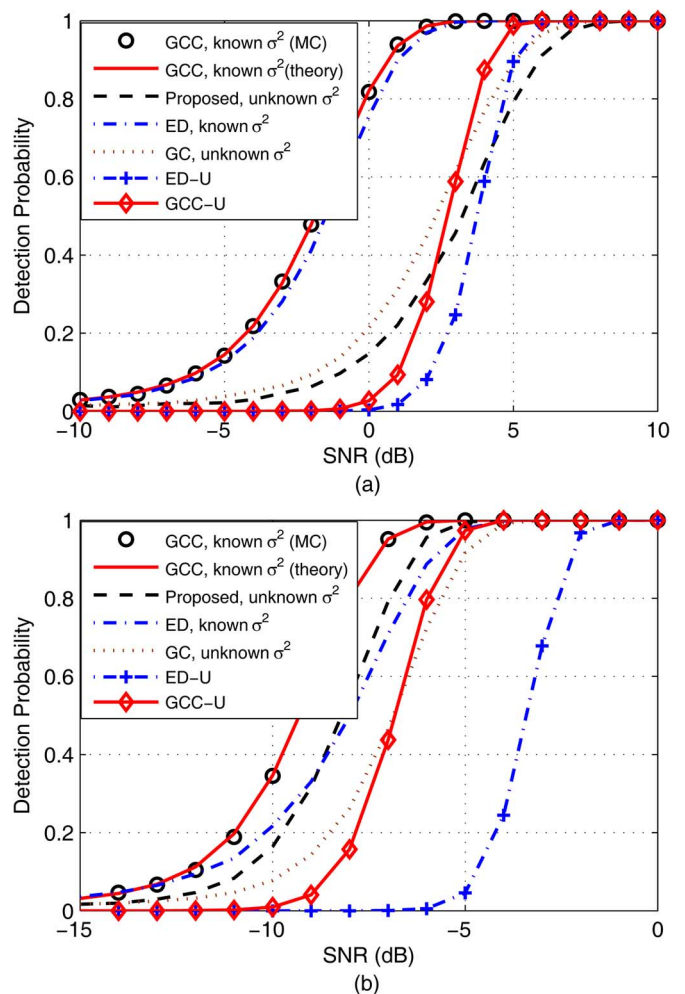 1
0.8
0.6
0.4
0.2
0
Detection Probability
GCC, known σ² (MC)
GCC, known σ²(theory)
Proposed, unknown σ²
ED, known σ²
GC, unknown σ²
ED−U
GCC−U
−10 −5 0 5 10
SNR (dB)
(a)
1
0.8
0.6
0.4
0.2
0
Detection Probability
GCC, known σ² (MC)
GCC, known σ² (theory)
Proposed, unknown σ²
ED, known σ²
GC, unknown σ²
ED−U
GCC−U
−15 −10 −5 0
SNR (dB)
(b)